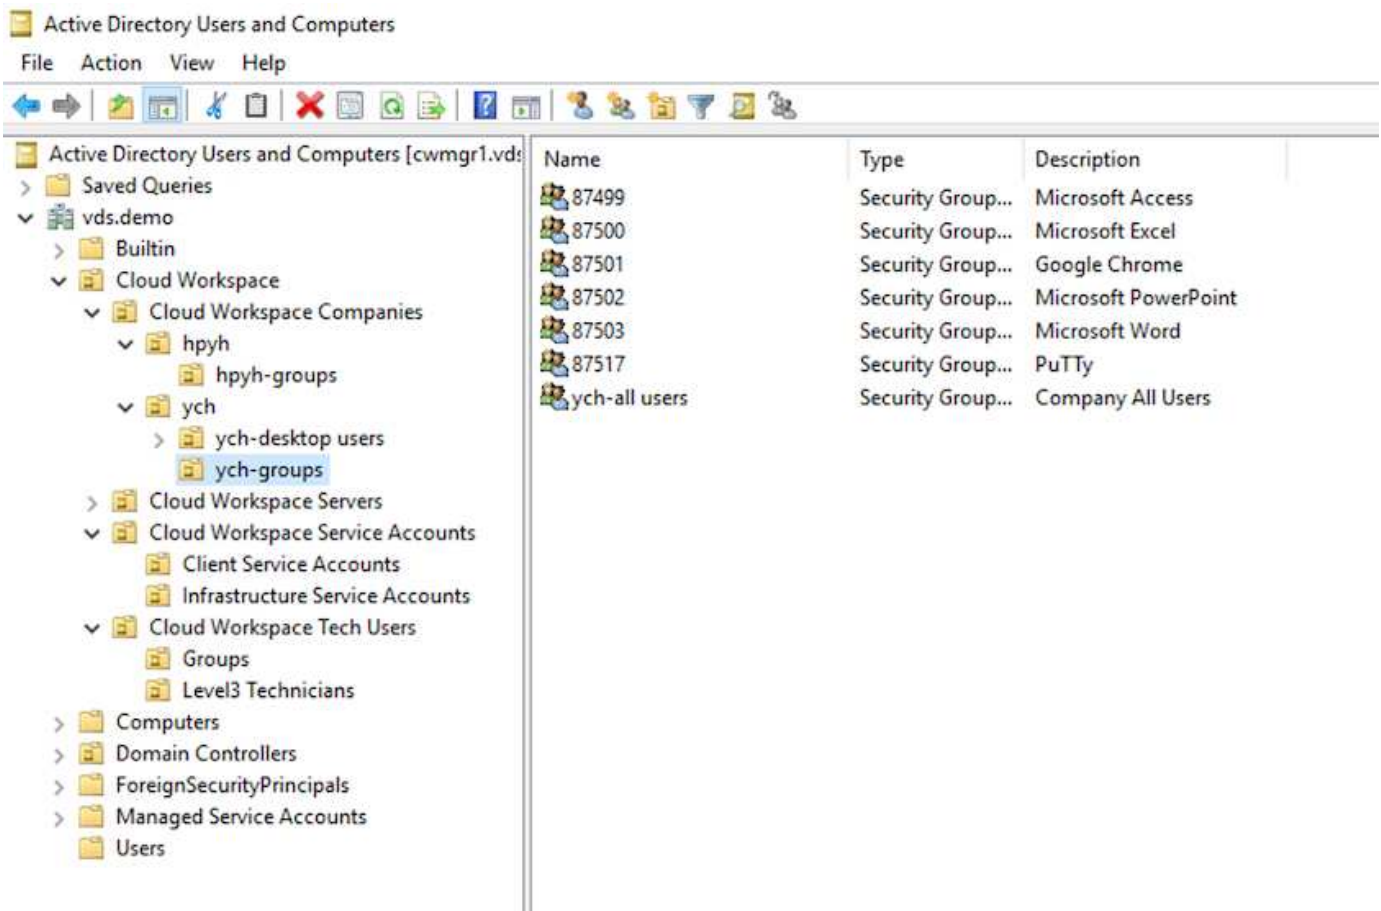 Active Directory Users and Computers
File Action View Help
Active Directory Users and Computers [cwmgr1.vds
Saved Queries
vds.demo
Builtin
Cloud Workspace
Cloud Workspace Companies
hpyh
hpyh-groups
ych
ych-desktop users
ych-groups
Cloud Workspace Servers
Cloud Workspace Service Accounts
Client Service Accounts
Infrastructure Service Accounts
Cloud Workspace Tech Users
Groups
Level3 Technicians
Computers
Domain Controllers
ForeignSecurityPrincipals
Managed Service Accounts
Users
Name Type Description
87499 Security Group... Microsoft Access
87500 Security Group... Microsoft Excel
87501 Security Group... Google Chrome
87502 Security Group... Microsoft PowerPoint
87503 Security Group... Microsoft Word
87517 Security Group... PuTTy
ych-all users Security Group... Company All Users